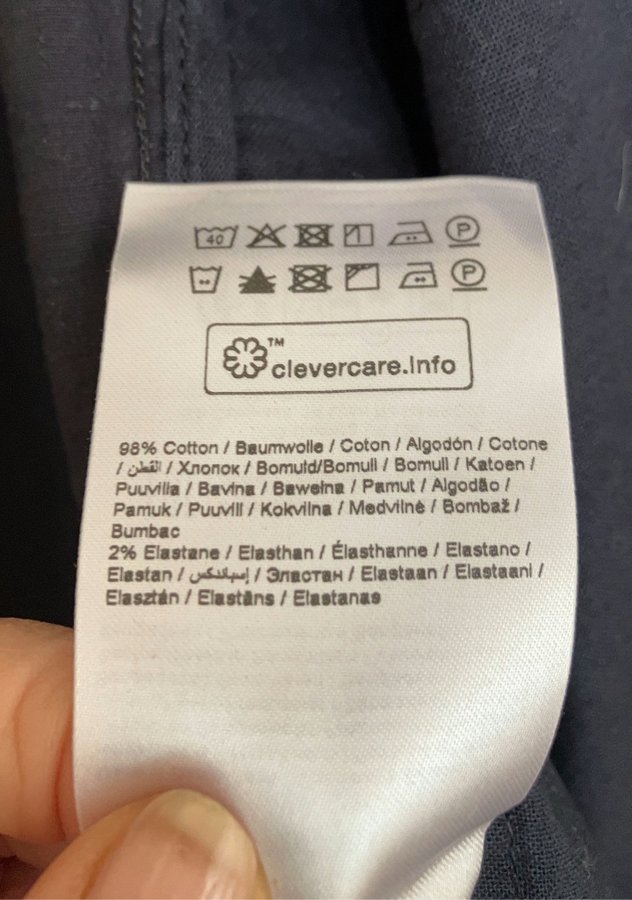 40 P
P
™
clevercare.info
98% Cotton / Baumwolle / Coton / Algodón / Cotone
/ القطن / Хлопок / Bomuld/Bomull / Bomull / Katoen /
Puuvilla / Bavlna / Bawełna / Pamut / Algodão /
Pamuk / Puuvill / Kokvilna / Medvilnė / Bombaž /
Bumbac
2% Elastane / Elasthan / Élasthanne / Elastano /
Elastan / إسپاندكس / Эластан / Elastaan / Elastaani /
Elasztán / Elastāns / Elastanas